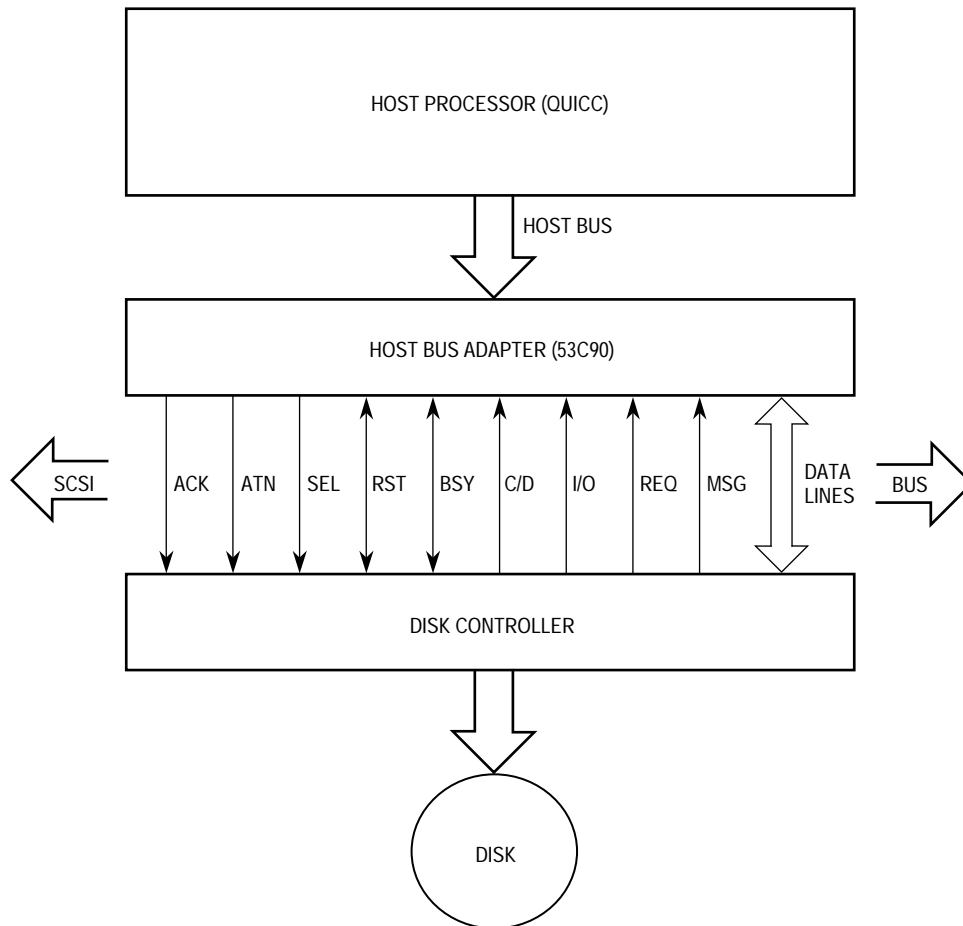 HOST PROCESSOR (QUICC)
HOST BUS
HOST BUS ADAPTER (53C90)
SCSI
ACK
ATN
SEL
RST
BSY
C/D
I/O
REQ
MSG
DATA
LINES
BUS
DISK CONTROLLER
DISK